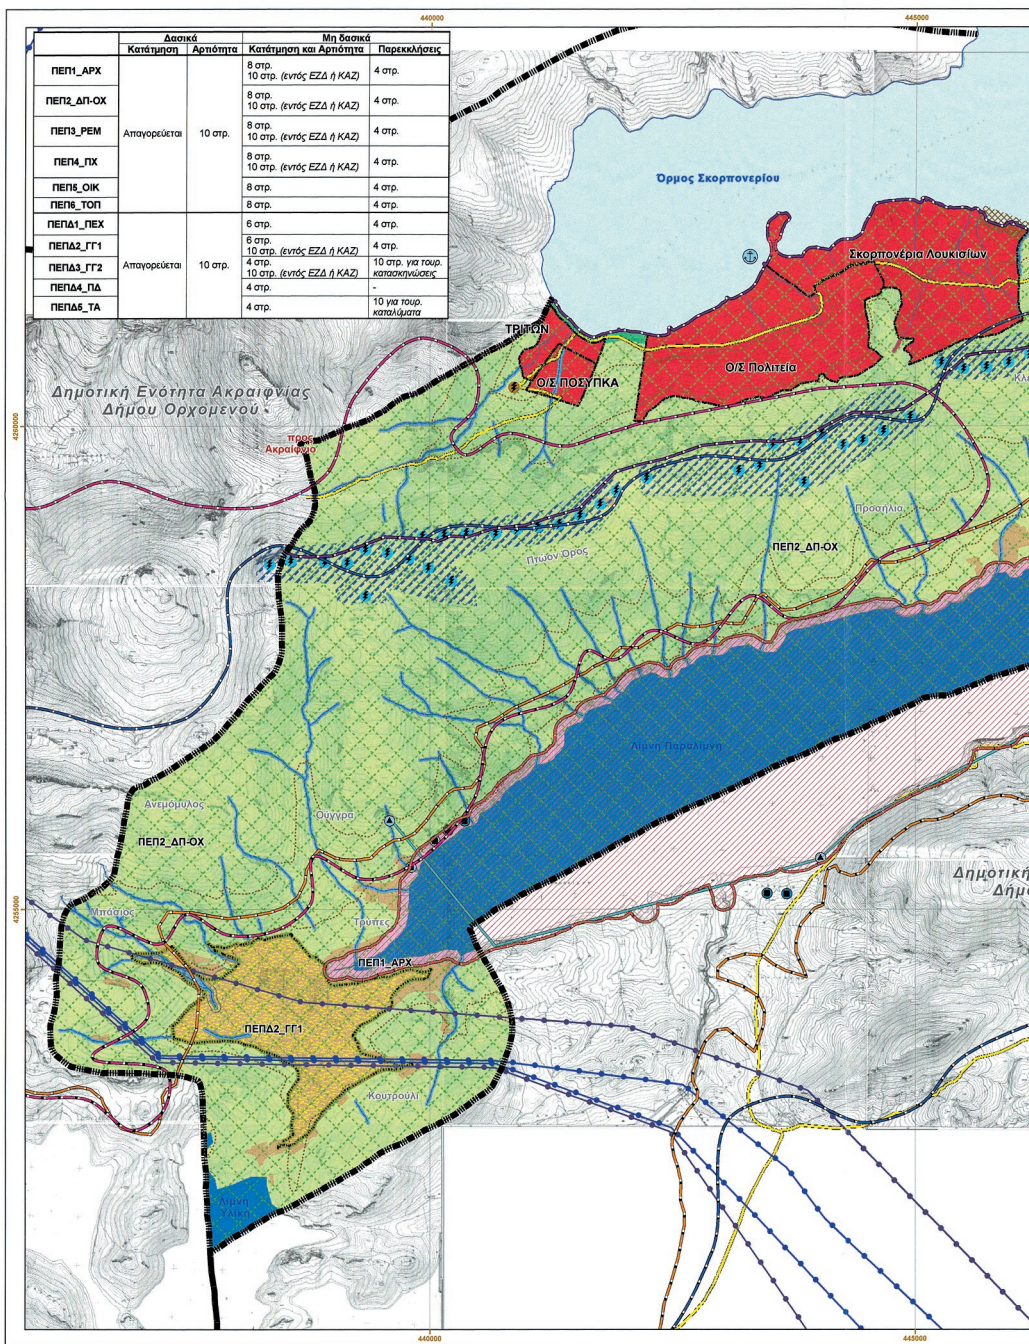 440000 445000
Δασικά Μη δασικά
Κατάτμηση Αρτιότητα Κατάτμηση και Αρτιότητα Παρεκκλήσεις
ΠΕΠ1_ΑΡΧ 8 στρ. 4 στρ.
10 στρ. (εντός ΕΖΔ ή ΚΑΖ)
ΠΕΠ2_ΔΠ-ΟΧ 8 στρ. 4 στρ.
10 στρ. (εντός ΕΖΔ ή ΚΑΖ)
Απαγορεύεται 10 στρ.
ΠΕΠ3_ΡΕΜ 8 στρ. 4 στρ.
10 στρ. (εντός ΕΖΔ ή ΚΑΖ)
ΠΕΠ4_ΠΧ 8 στρ. 4 στρ.
10 στρ. (εντός ΕΖΔ ή ΚΑΖ)
ΠΕΠ5_ΟΙΚ 8 στρ. 4 στρ.
ΠΕΠ6_ΤΟΠ 8 στρ. 4 στρ.
ΠΕΠΔ1_ΠΕΧ 6 στρ. 4 στρ.
ΠΕΠΔ2_ΓΓ1 6 στρ. 4 στρ.
10 στρ. (εντός ΕΖΔ ή ΚΑΖ)
Απαγορεύεται 10 στρ.
ΠΕΠΔ3_ΓΓ2 4 στρ. 10 στρ. για τουρ.
10 στρ. (εντός ΕΖΔ ή ΚΑΖ) κατασκηνώσεις
ΠΕΠΔ4_ΠΔ 4 στρ. -
ΠΕΠΔ5_ΤΑ 4 στρ. 10 για τουρ.
καταλύματα
Όρμος Σκορπονερίου
Σκορπονέρια Λουκισίων
ΤΡΙΤΩΝ
Ο/Σ Πολιτεία
Ο/Σ ΠΟΣΥΠΚΑ
Δημοτική Ενότητα Ακραιφνίας
Δήμου Ορχομενού
4260000
προς
Ακραίφνιο
Προσήλια
Πτώον Όρος
ΠΕΠ2_ΔΠ-ΟΧ
Λίμνη Παραλίμνη
Ανεμόμυλος
Ούγγρα
ΠΕΠ2_ΔΠ-ΟΧ
Δημοτική
Δήμο
4255000
Μπάσιος
Τρύπες
ΠΕΠ1_ΑΡΧ
ΠΕΠΔ2_ΓΓ1
Κουτρούλι
Λίμνη
Υλίκη
440000 445000